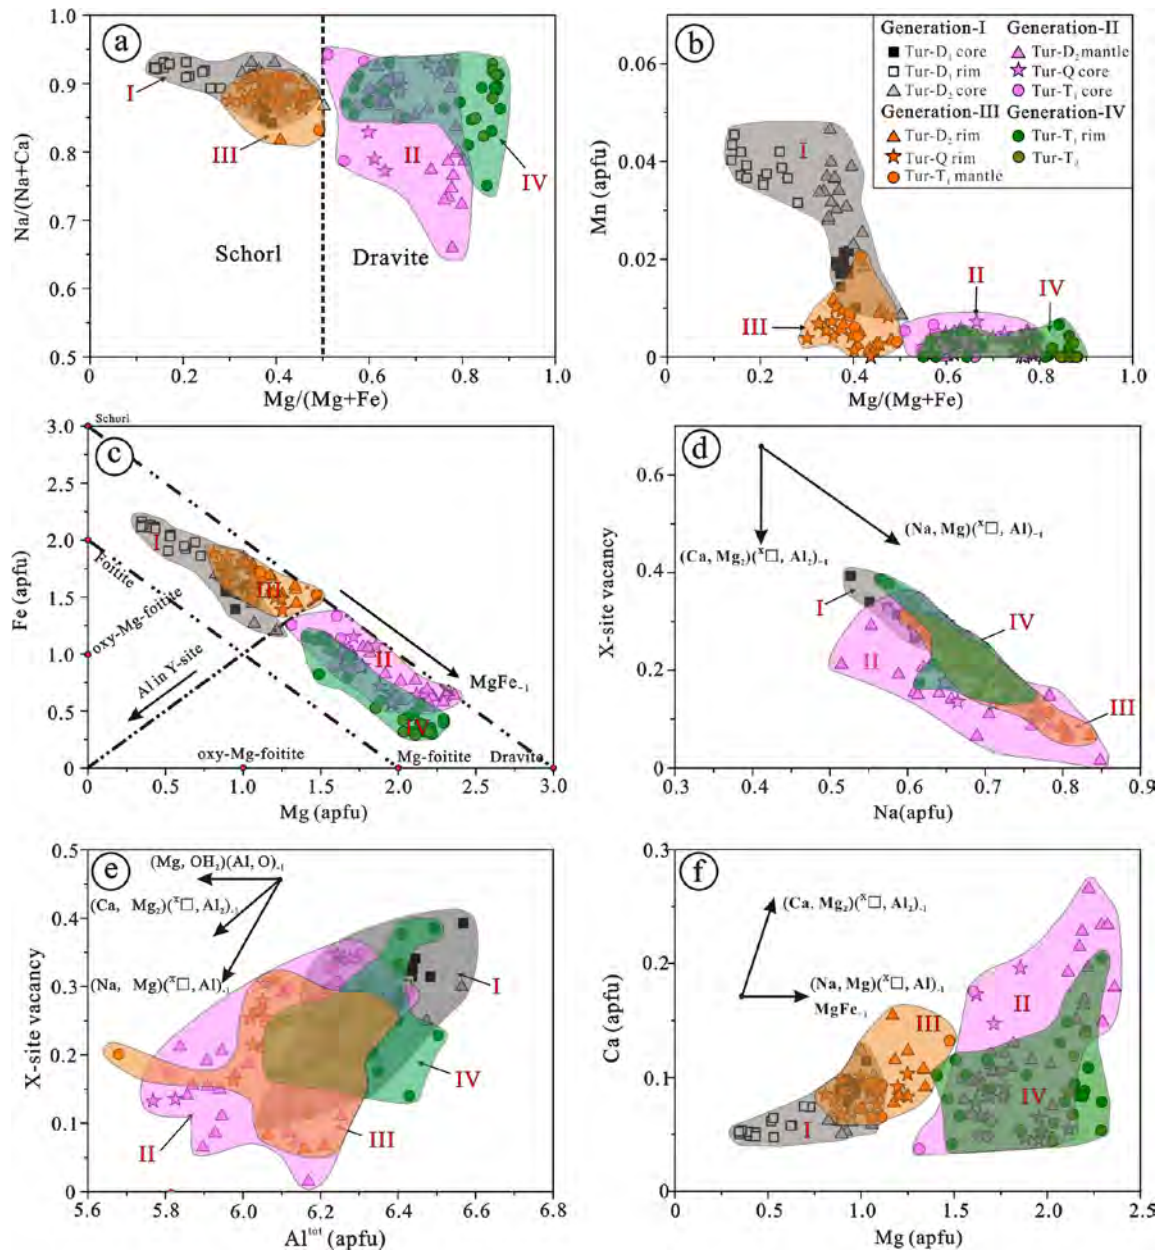 a
1.0
0.9
0.8
0.7
0.6
0.5
Na/(Na+Ca)
I
III
II
IV
Schorl
Dravite
0
0.2
0.4
0.6
0.8
1.0
Mg/(Mg+Fe)
b
0.06
0.04
0.02
0
Mn (apfu)
I
III
II
IV
0
0.2
0.4
0.6
0.8
1.0
Mg/(Mg+Fe)
Generation-I
Tur-D₁ core
Tur-D₁ rim
Tur-D₂ core
Generation-III
Tur-D₂ rim
Tur-Q rim
Tur-T₁ mantle
Generation-II
Tur-D₂ mantle
Tur-Q core
Tur-T₁ core
Generation-IV
Tur-T₁ rim
c
3.0
2.5
2.0
1.5
1.0
0.5
0
Fe (apfu)
Schorl
Foitite
oxy-Mg-foitite
Al in Y-site
I
III
II
IV
MgFe₋₁
oxy-Mg-foitite
Mg-foitite
Dravite
0
0.5
1.0
1.5
2.0
2.5
3.0
Mg (apfu)
d
0.6
0.4
0.2
0
X-site vacancy
(Na, Mg)(ˣ□, Al)₋₁
(Ca, Mg₂)(ˣ□, Al₂)₋₁
I
IV
II
III
0.3
0.4
0.5
0.6
0.7
0.8
0.9
Na(apfu)
e
0.5
0.4
0.3
0.2
0.1
0
X-site vacancy
(Mg, OH₂)(Al, O)₋₁
(Ca, Mg₂)(ˣ□, Al₂)₋₁
(Na, Mg)(ˣ□, Al)₋₁
I
IV
III
II
5.6
5.8
6.0
6.2
6.4
6.6
Alᵗᵒᵗ (apfu)
f
0.3
0.2
0.1
0
Ca (apfu)
(Ca, Mg₂)(ˣ□, Al₂)₋₁
(Na, Mg)(ˣ□, Al)₋₁
MgFe₋₁
III
II
I
IV
0
0.5
1.0
1.5
2.0
2.5
Mg (apfu)